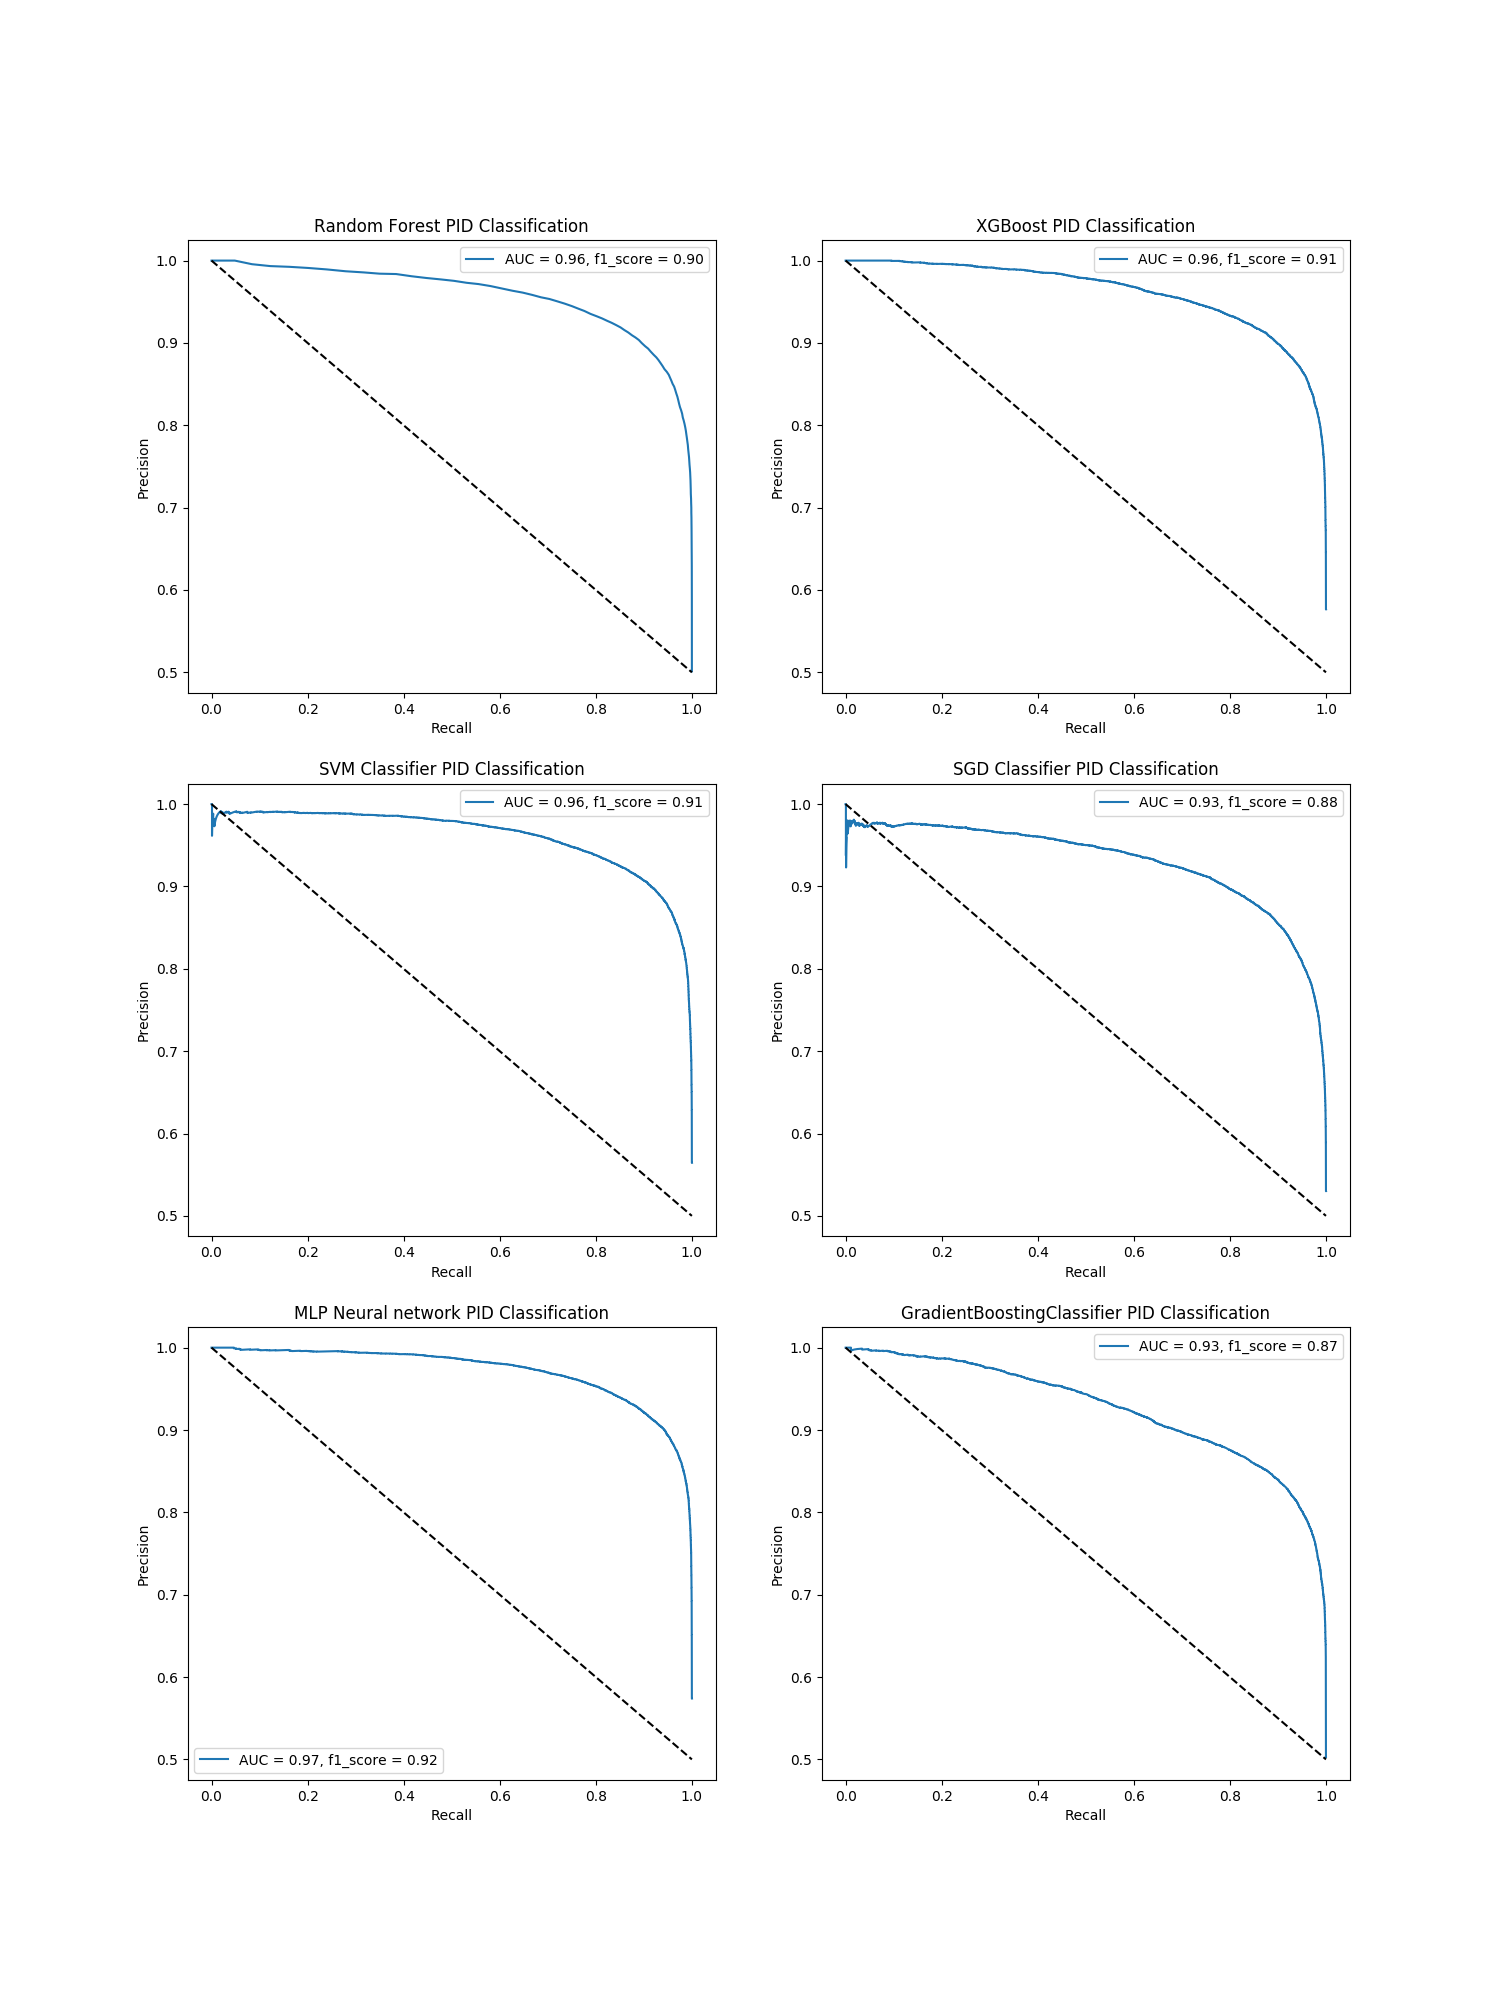 Random Forest PID Classification
AUC = 0.96, f1_score = 0.90
1.0
0.9
0.8
0.7
0.6
0.5
Precision
0.0 0.2 0.4 0.6 0.8 1.0
Recall
XGBoost PID Classification
AUC = 0.96, f1_score = 0.91
1.0
0.9
0.8
0.7
0.6
0.5
Precision
0.0 0.2 0.4 0.6 0.8 1.0
Recall
SVM Classifier PID Classification
AUC = 0.96, f1_score = 0.91
1.0
0.9
0.8
0.7
0.6
0.5
Precision
0.0 0.2 0.4 0.6 0.8 1.0
Recall
SGD Classifier PID Classification
AUC = 0.93, f1_score = 0.88
1.0
0.9
0.8
0.7
0.6
0.5
Precision
0.0 0.2 0.4 0.6 0.8 1.0
Recall
MLP Neural network PID Classification
1.0
0.9
0.8
0.7
0.6
0.5
Precision
AUC = 0.97, f1_score = 0.92
0.0 0.2 0.4 0.6 0.8 1.0
Recall
GradientBoostingClassifier PID Classification
AUC = 0.93, f1_score = 0.87
1.0
0.9
0.8
0.7
0.6
0.5
Precision
0.0 0.2 0.4 0.6 0.8 1.0
Recall